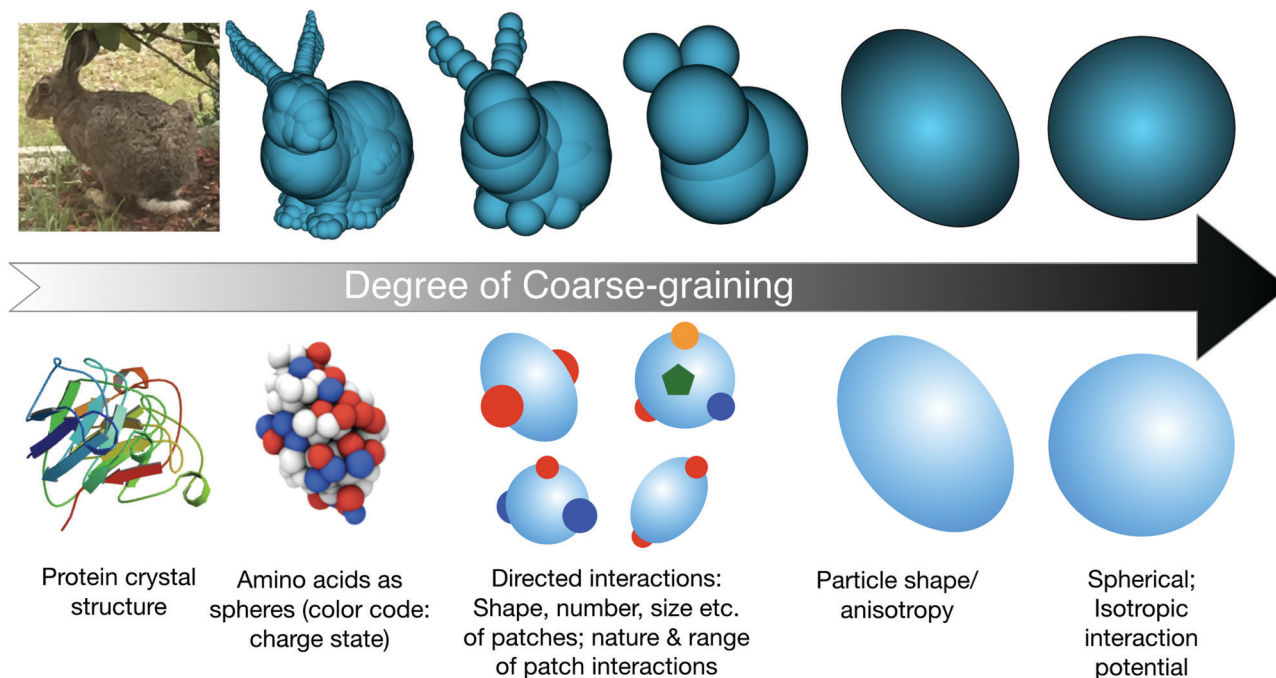 Degree of Coarse-graining
Protein crystal
structure
Amino acids as
spheres (color code:
charge state)
Directed interactions:
Shape, number, size etc.
of patches; nature & range
of patch interactions
Particle shape/
anisotropy
Spherical;
Isotropic
interaction
potential